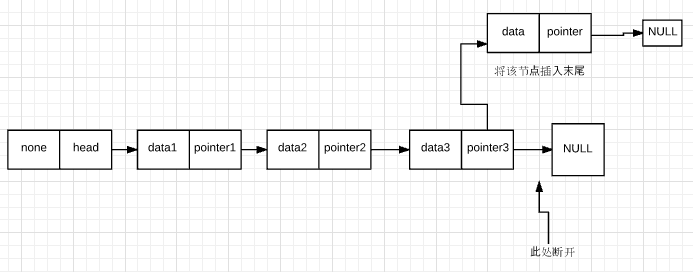 data pointer NULL
将该节点插入末尾
none head data1 pointer1 data2 pointer2 data3 pointer3 NULL
此处断开